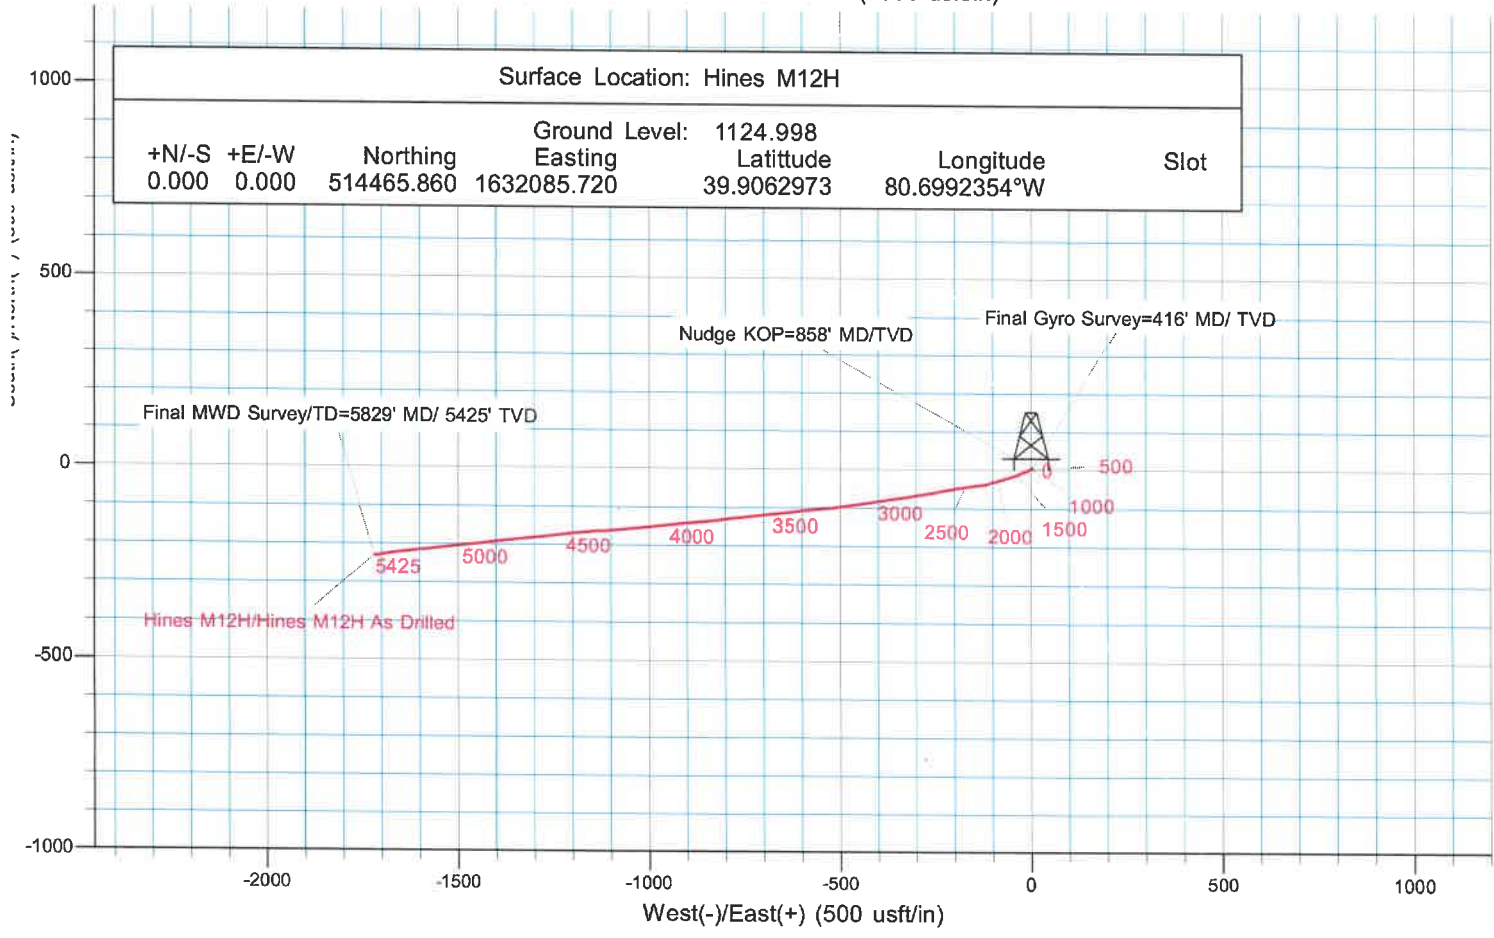 Surface Location: Hines M12H
Ground Level: 1124.998
+N/-S +E/-W Northing Easting Latittude Longitude Slot
0.000 0.000 514465.860 1632085.720 39.9062973 80.6992354°W
1000
500
0
-500
-1000
Nudge KOP=858' MD/TVD
Final Gyro Survey=416' MD/ TVD
Final MWD Survey/TD=5829' MD/ 5425' TVD
0
500
1000
1500
2000
2500
3000
3500
4000
4500
5000
5425
Hines M12H/Hines M12H As Drilled
-2000 -1500 -1000 -500 0 500 1000
West(-)/East(+) (500 usft/in)